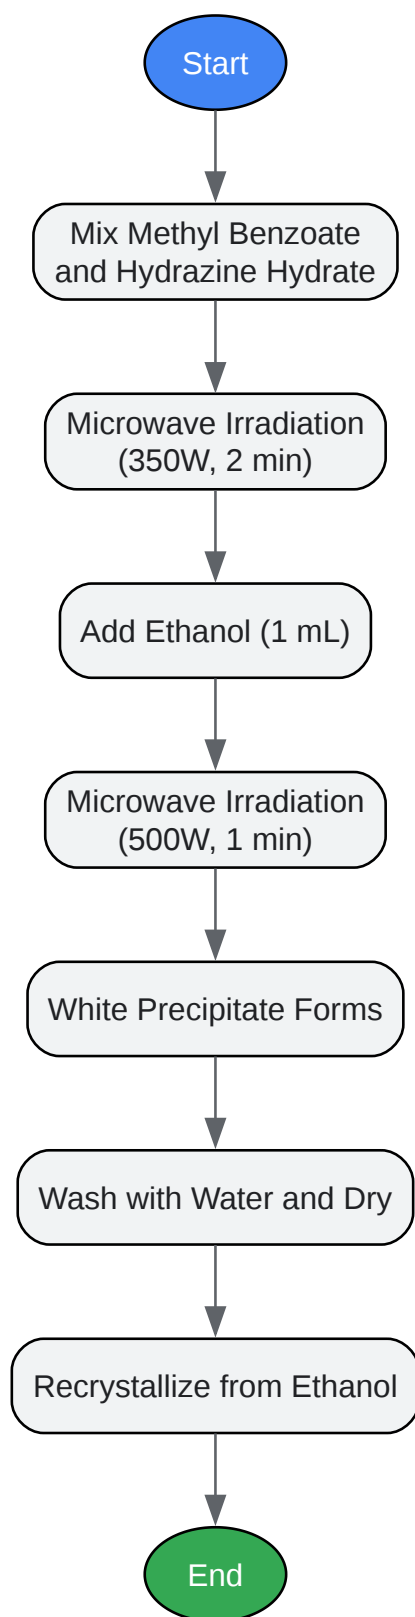 Start
Mix Methyl Benzoate
and Hydrazine Hydrate
Microwave Irradiation
(350W, 2 min)
Add Ethanol (1 mL)
Microwave Irradiation
(500W, 1 min)
White Precipitate Forms
Wash with Water and Dry
Recrystallize from Ethanol
End